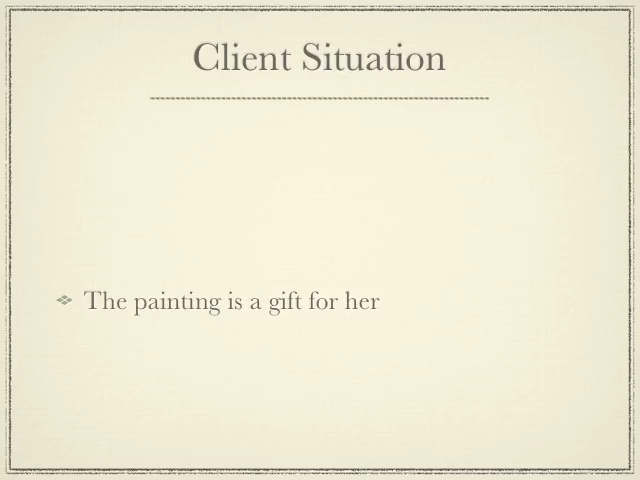 Client Situation
The painting is a gift for her